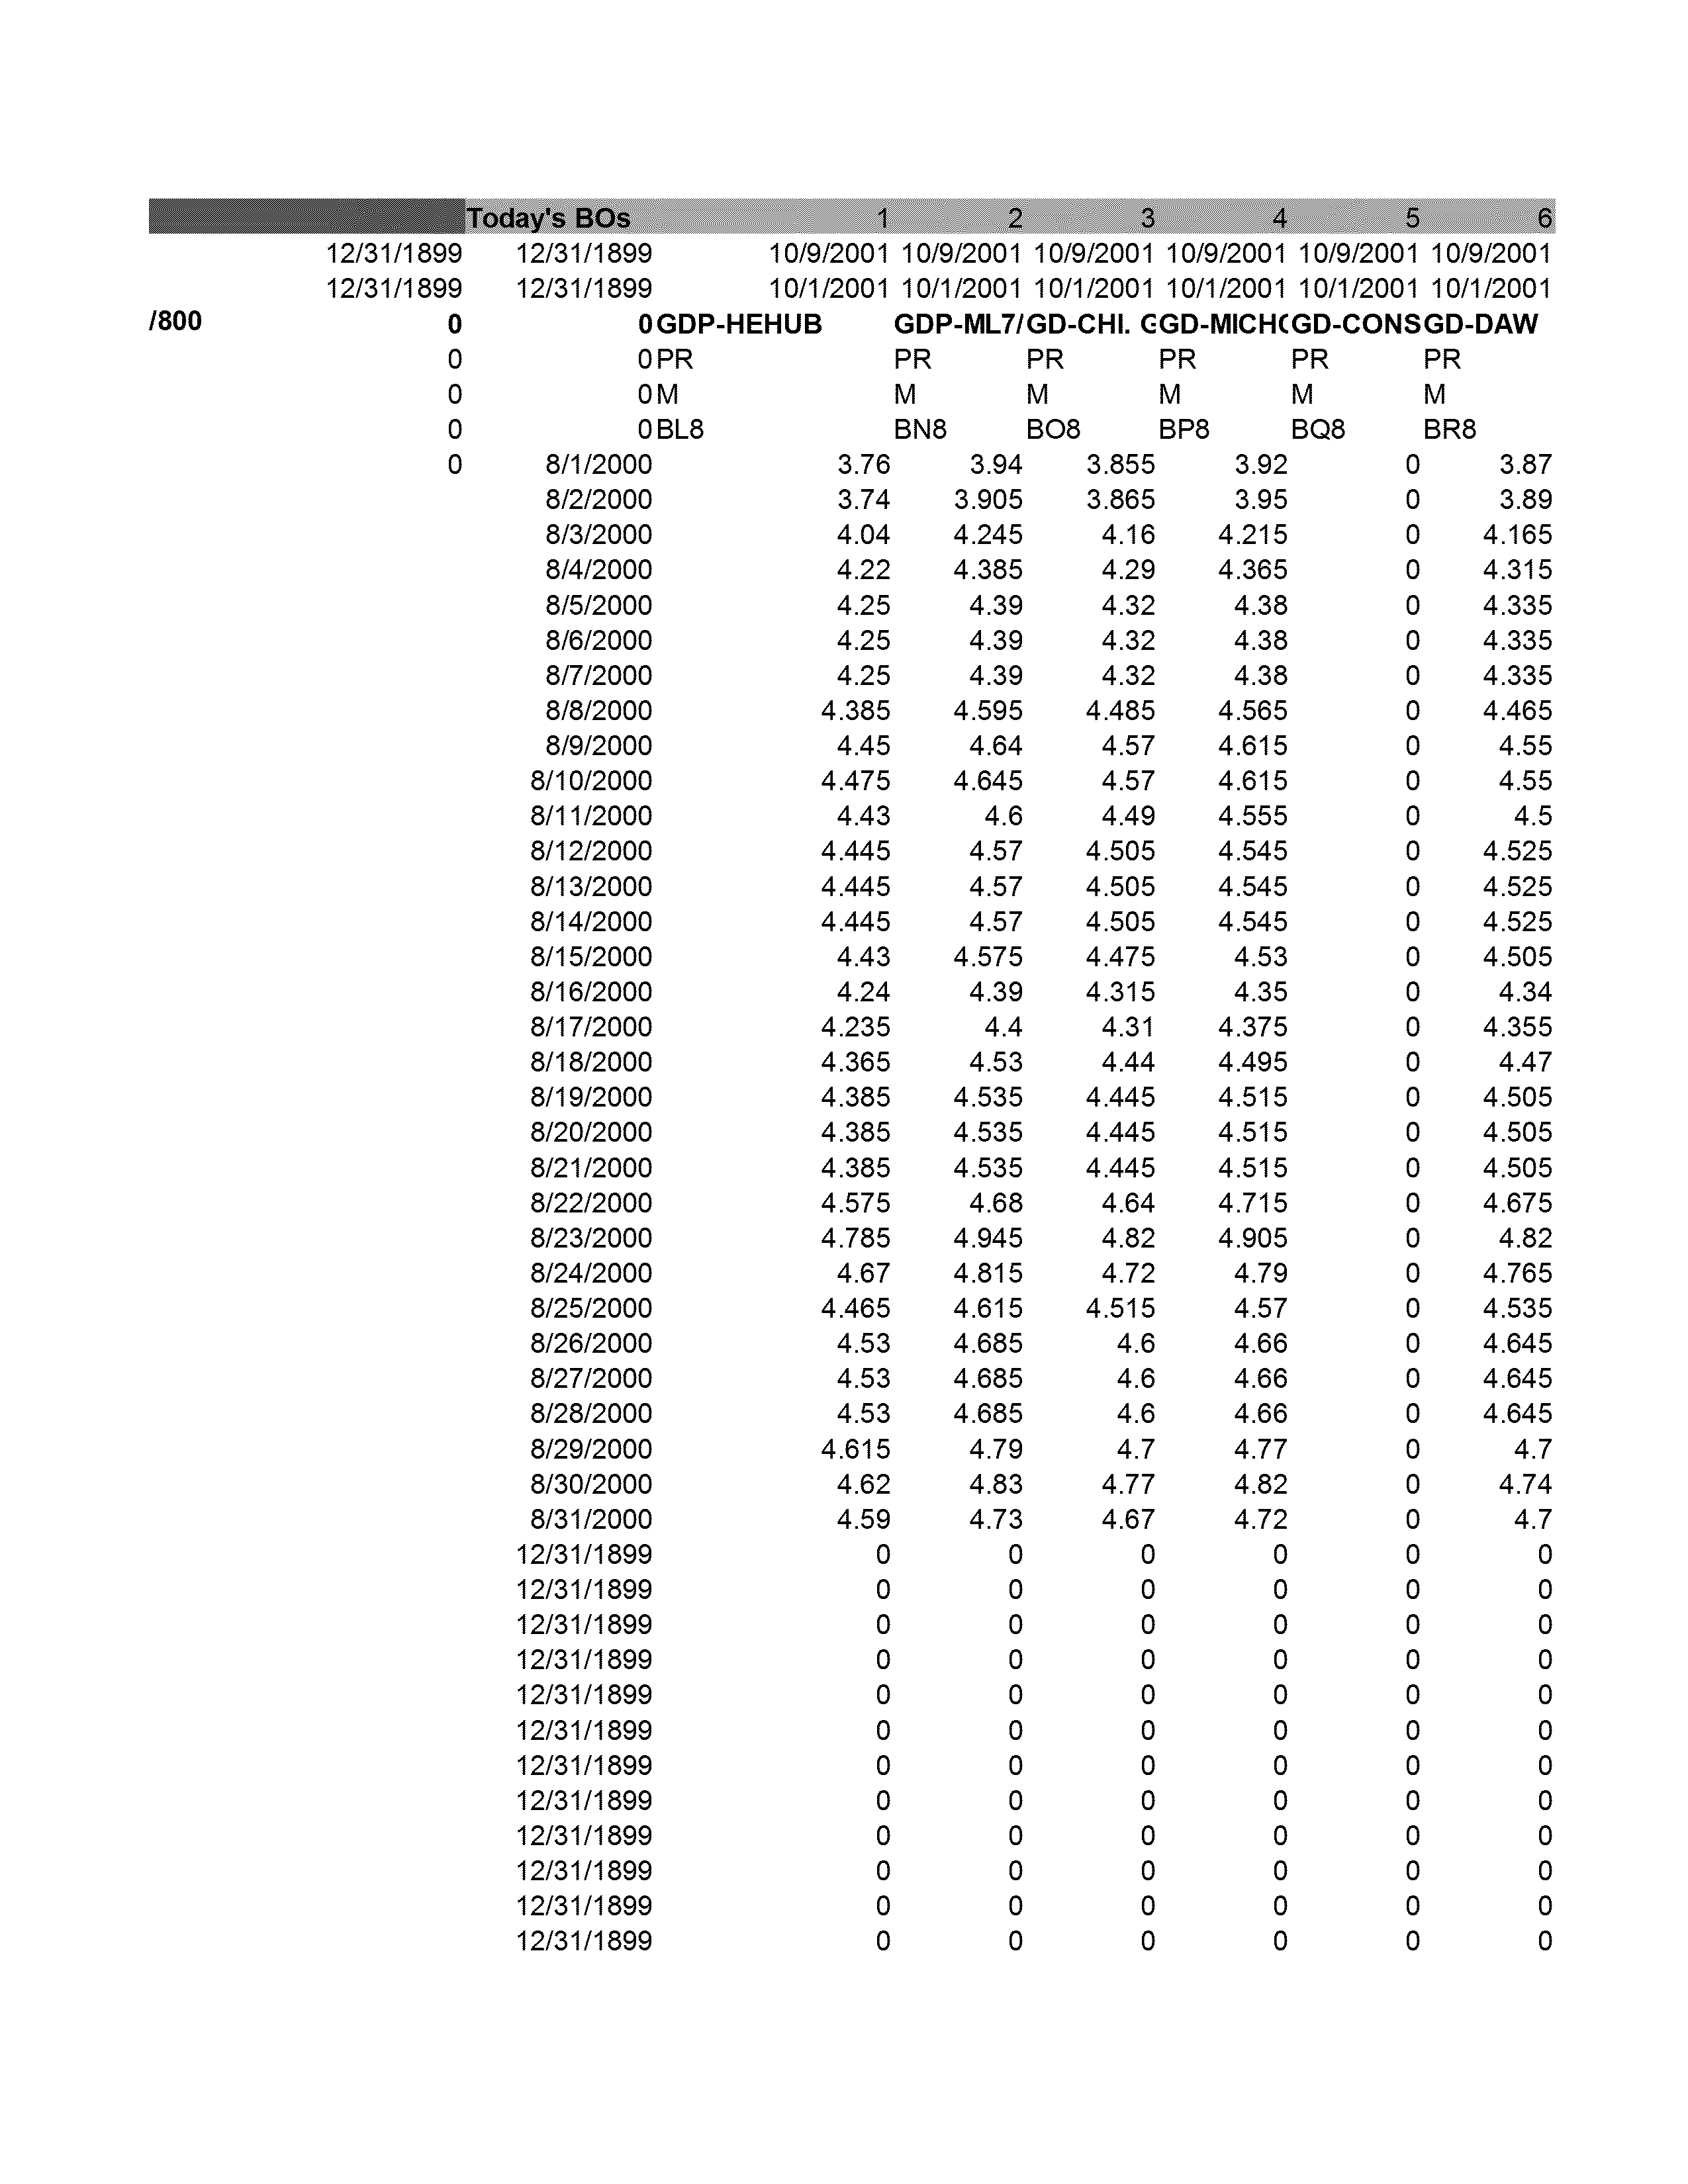 Today's BOs 1 2 3 4 5 6
12/31/1899 12/31/1899 10/9/2001 10/9/2001 10/9/2001 10/9/2001 10/9/2001 10/9/2001
12/31/1899 12/31/1899 10/1/2001 10/1/2001 10/1/2001 10/1/2001 10/1/2001 10/1/2001
/800 0 0 GDP-HEHUB GDP-ML7/ GD-CHI. G GD-MICH( GD-CONS GD-DAW
0 0 PR PR PR PR PR PR
0 0 M M M M M M
0 0 BL8 BN8 BO8 BP8 BQ8 BR8
0 8/1/2000 3.76 3.94 3.855 3.92 0 3.87
8/2/2000 3.74 3.905 3.865 3.95 0 3.89
8/3/2000 4.04 4.245 4.16 4.215 0 4.165
8/4/2000 4.22 4.385 4.29 4.365 0 4.315
8/5/2000 4.25 4.39 4.32 4.38 0 4.335
8/6/2000 4.25 4.39 4.32 4.38 0 4.335
8/7/2000 4.25 4.39 4.32 4.38 0 4.335
8/8/2000 4.385 4.595 4.485 4.565 0 4.465
8/9/2000 4.45 4.64 4.57 4.615 0 4.55
8/10/2000 4.475 4.645 4.57 4.615 0 4.55
8/11/2000 4.43 4.6 4.49 4.555 0 4.5
8/12/2000 4.445 4.57 4.505 4.545 0 4.525
8/13/2000 4.445 4.57 4.505 4.545 0 4.525
8/14/2000 4.445 4.57 4.505 4.545 0 4.525
8/15/2000 4.43 4.575 4.475 4.53 0 4.505
8/16/2000 4.24 4.39 4.315 4.35 0 4.34
8/17/2000 4.235 4.4 4.31 4.375 0 4.355
8/18/2000 4.365 4.53 4.44 4.495 0 4.47
8/19/2000 4.385 4.535 4.445 4.515 0 4.505
8/20/2000 4.385 4.535 4.445 4.515 0 4.505
8/21/2000 4.385 4.535 4.445 4.515 0 4.505
8/22/2000 4.575 4.68 4.64 4.715 0 4.675
8/23/2000 4.785 4.945 4.82 4.905 0 4.82
8/24/2000 4.67 4.815 4.72 4.79 0 4.765
8/25/2000 4.465 4.615 4.515 4.57 0 4.535
8/26/2000 4.53 4.685 4.6 4.66 0 4.645
8/27/2000 4.53 4.685 4.6 4.66 0 4.645
8/28/2000 4.53 4.685 4.6 4.66 0 4.645
8/29/2000 4.615 4.79 4.7 4.77 0 4.7
8/30/2000 4.62 4.83 4.77 4.82 0 4.74
8/31/2000 4.59 4.73 4.67 4.72 0 4.7
12/31/1899 0 0 0 0 0 0
12/31/1899 0 0 0 0 0 0
12/31/1899 0 0 0 0 0 0
12/31/1899 0 0 0 0 0 0
12/31/1899 0 0 0 0 0 0
12/31/1899 0 0 0 0 0 0
12/31/1899 0 0 0 0 0 0
12/31/1899 0 0 0 0 0 0
12/31/1899 0 0 0 0 0 0
12/31/1899 0 0 0 0 0 0
12/31/1899 0 0 0 0 0 0
12/31/1899 0 0 0 0 0 0